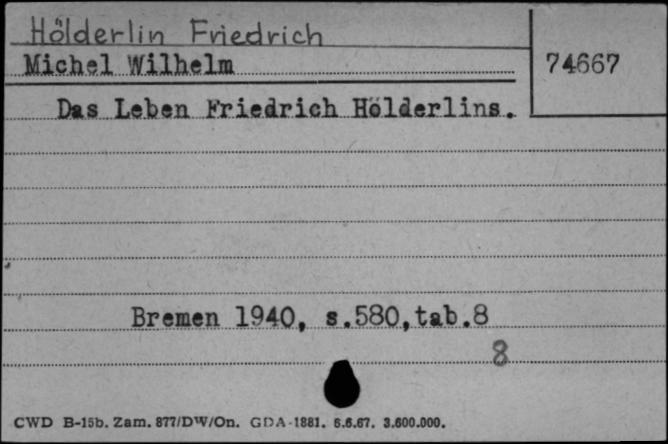 Hölderlin Friedrich
Michel Wilhelm
74667
Das Leben Friedrich Hölderlins.
Bremen 1940, s.580,tab.8
8
CWD B-15b. Zam. 877/DW/On. GDA-1881. 6.6.67. 3.600.000.